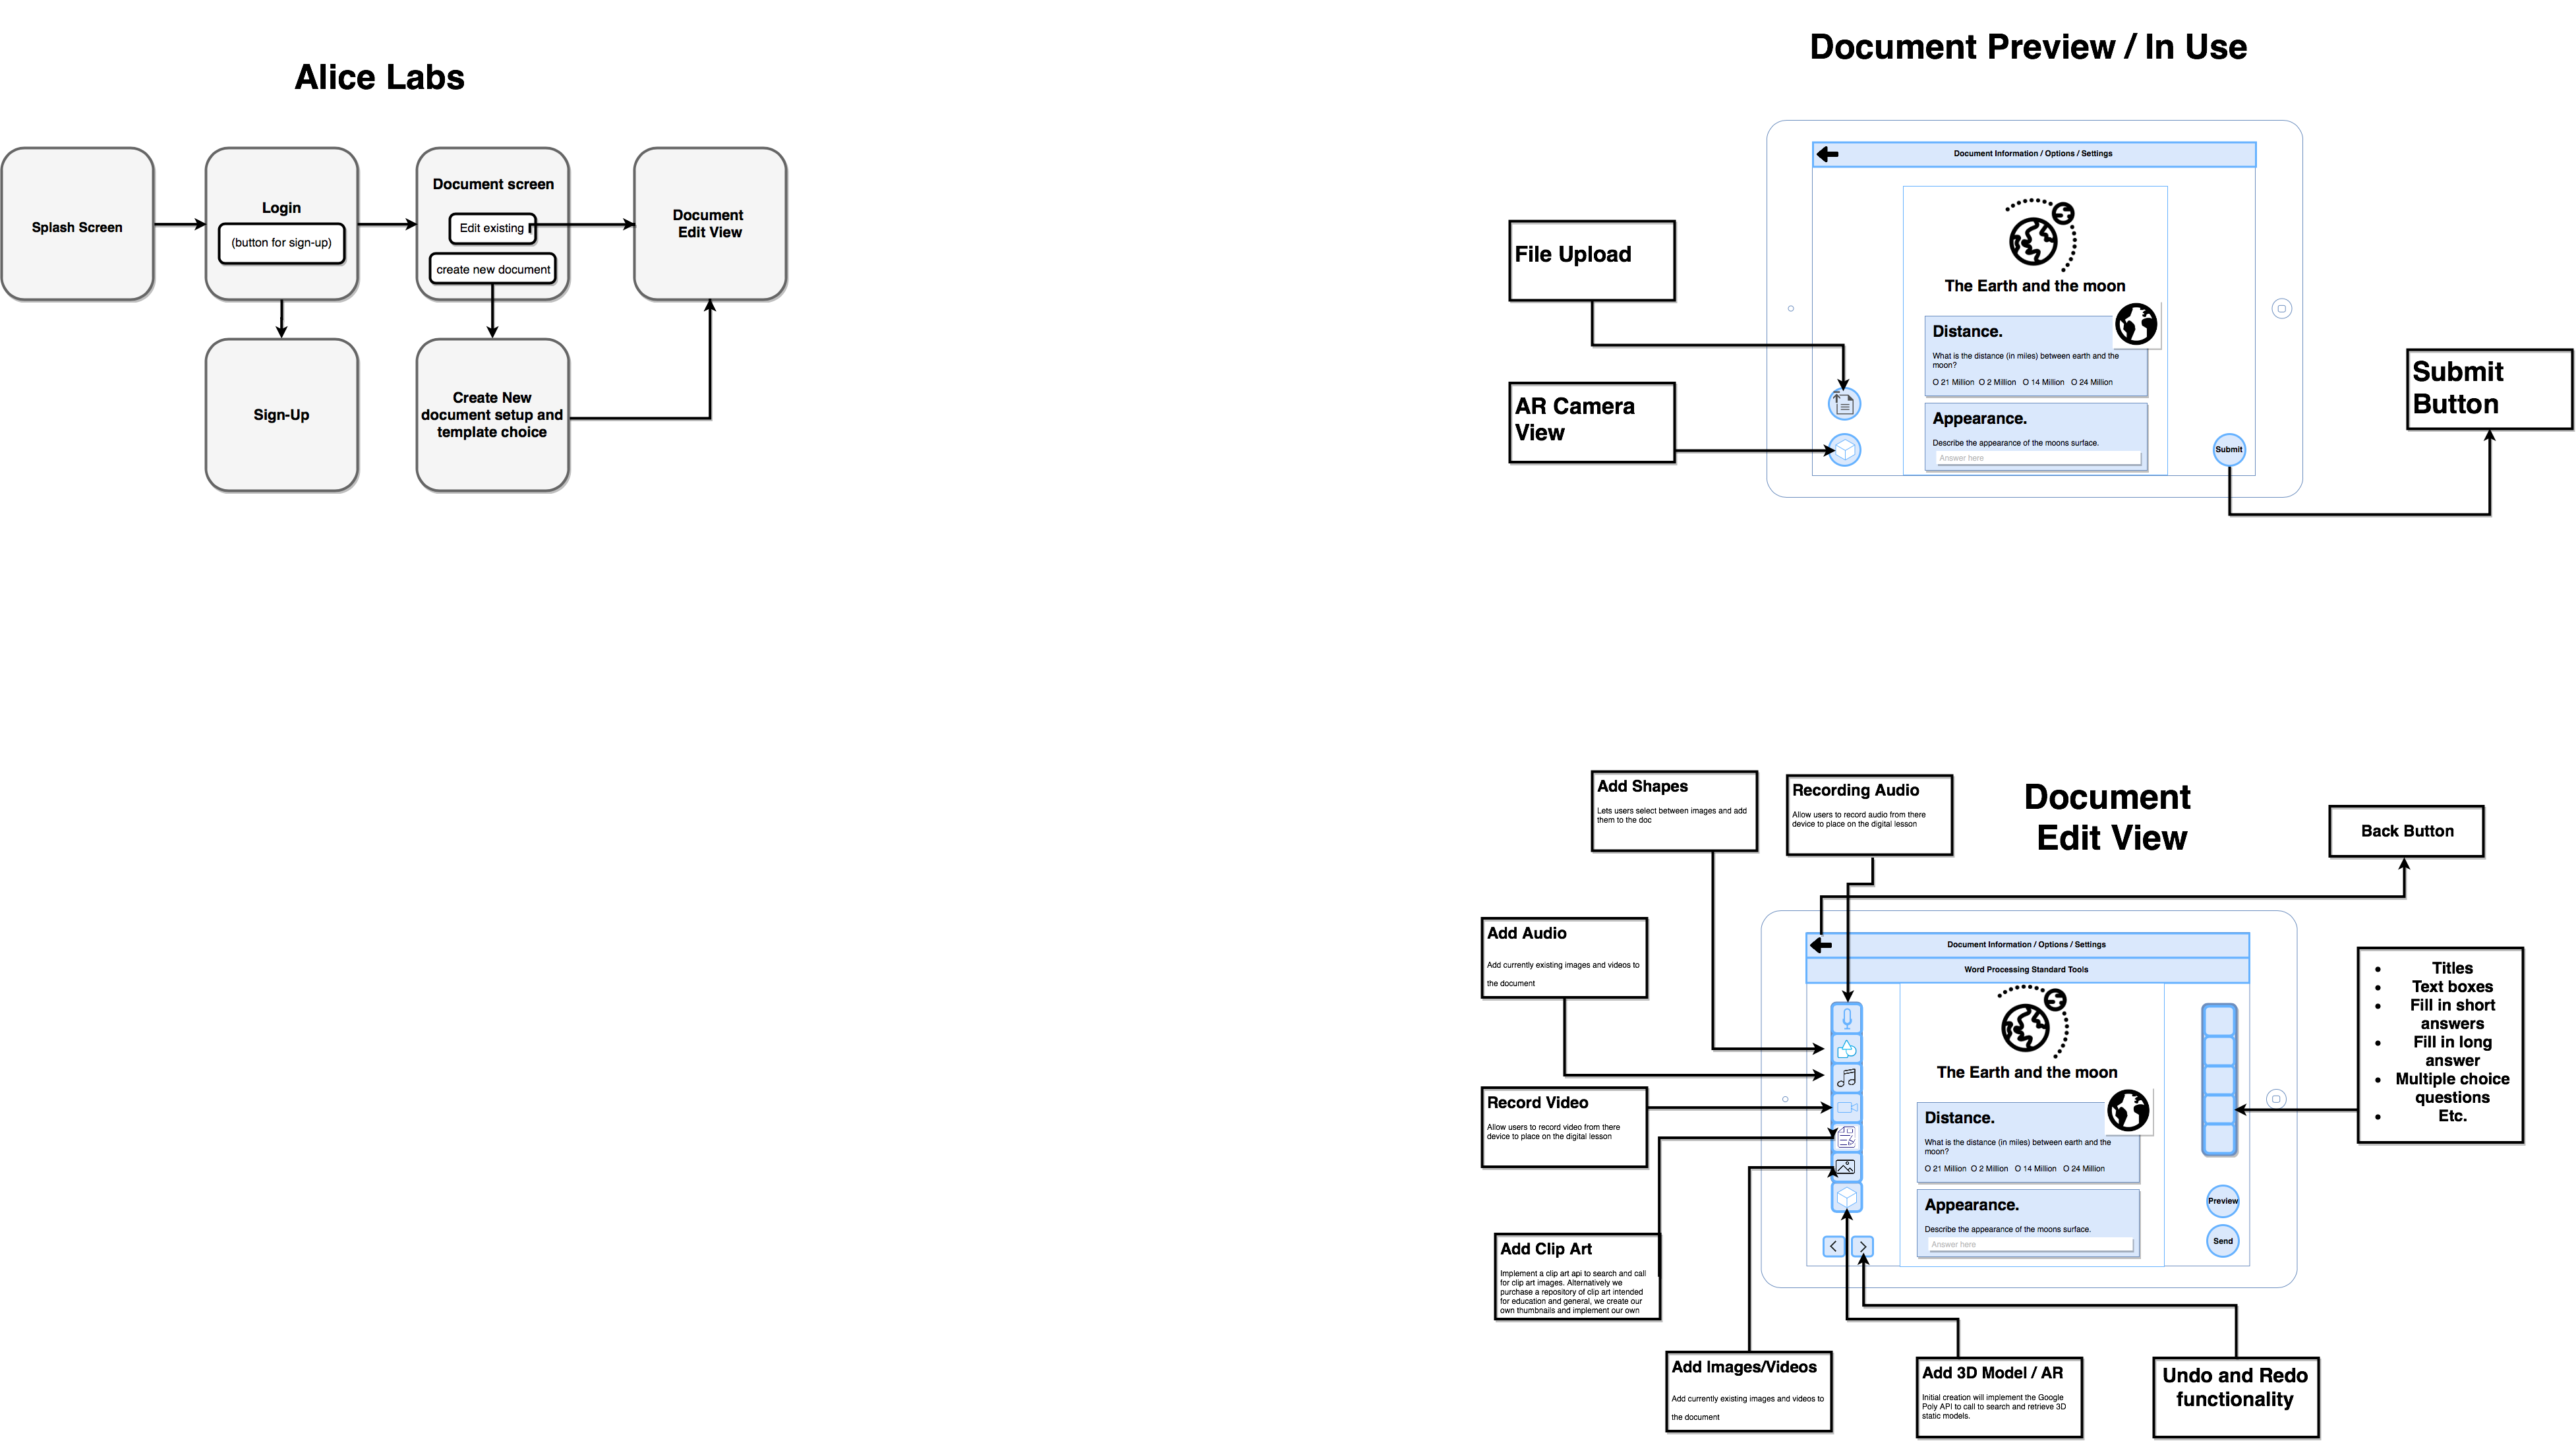 Alice Labs
Splash Screen
Login
(button for sign-up)
Document screen
Edit existing
create new document
Document
Edit View
Sign-Up
Create New
document setup and
template choice
Document Preview / In Use
File Upload
AR Camera
View
Document Information / Options / Settings
The Earth and the moon
Distance.
What is the distance (in miles) between earth and the
moon?
O 21 Million O 2 Million O 14 Million O 24 Million
Appearance.
Describe the appearance of the moons surface.
Answer here
Submit
Submit
Button
Document
Edit View
Add Shapes
Lets users select between images and add
them to the doc
Recording Audio
Allow users to record audio from there
device to place on the digital lesson
Back Button
Add Audio
Add currently existing images and videos to
the document
Record Video
Allow users to record video from there
device to place on the digital lesson
Add Clip Art
Implement a clip art api to search and call
for clip art images. Alternatively we
purchase a repository of clip art intended
for education and general, we create our
own thumbnails and implement our own
Add Images/Videos
Add currently existing images and videos to
the document
Document Information / Options / Settings
Word Processing Standard Tools
The Earth and the moon
Distance.
What is the distance (in miles) between earth and the
moon?
O 21 Million O 2 Million O 14 Million O 24 Million
Appearance.
Describe the appearance of the moons surface.
Answer here
Preview
Send
• Titles
• Text boxes
• Fill in short
answers
• Fill in long
answer
• Multiple choice
questions
• Etc.
Add 3D Model / AR
Initial creation will implement the Google
Poly API to call to search and retrieve 3D
static models.
Undo and Redo
functionality